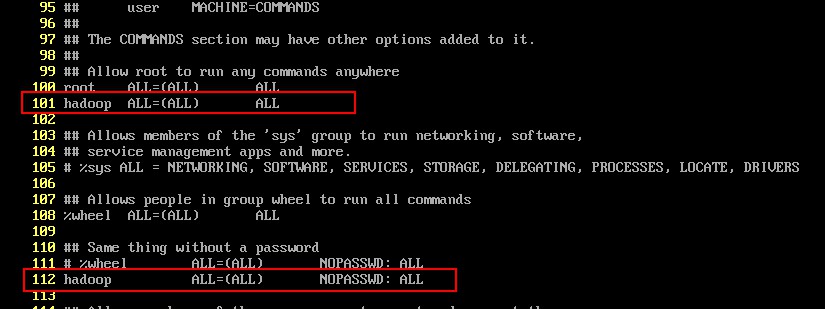 95 ## user MACHINE=COMMANDS
96 ##
97 ## The COMMANDS section may have other options added to it.
98 ##
99 ## Allow root to run any commands anywhere
100 root ALL=(ALL) ALL
101 hadoop ALL=(ALL) ALL
102
103 ## Allows members of the 'sys' group to run networking, software,
104 ## service management apps and more.
105 # %sys ALL = NETWORKING, SOFTWARE, SERVICES, STORAGE, DELEGATING, PROCESSES, LOCATE, DRIVERS
106
107 ## Allows people in group wheel to run all commands
108 %wheel ALL=(ALL) ALL
109
110 ## Same thing without a password
111 # %wheel ALL=(ALL) NOPASSWD: ALL
112 hadoop ALL=(ALL) NOPASSWD: ALL
113